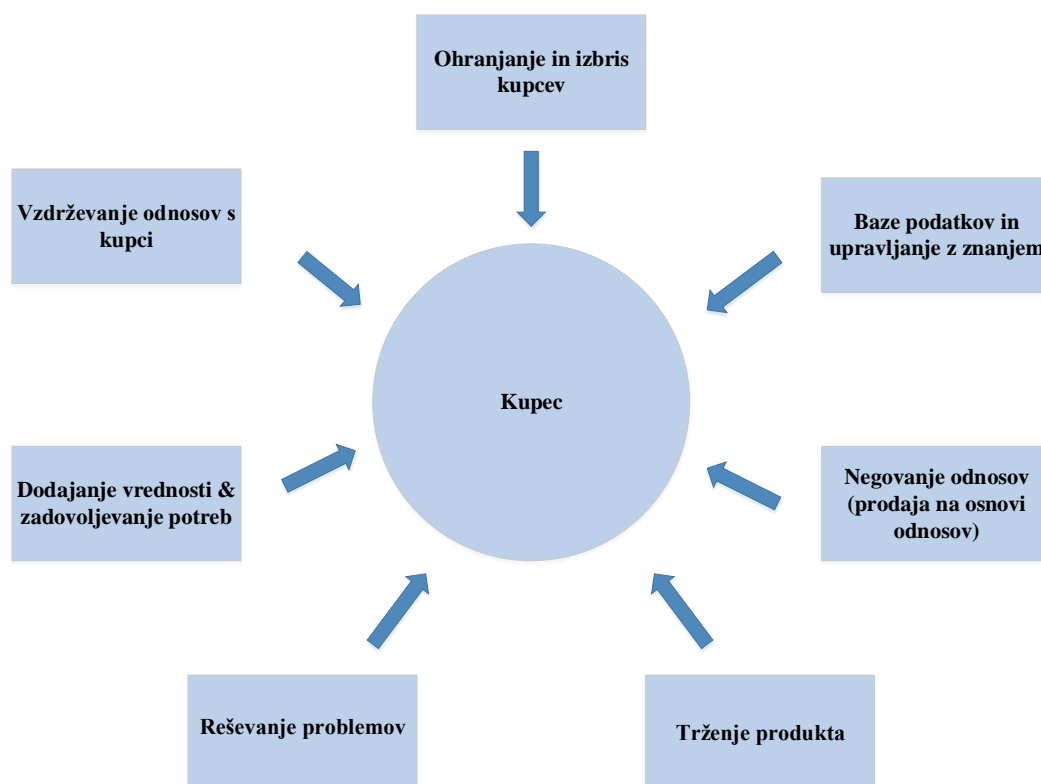 Ohranjanje in izbris
kupcev
Vzdrževanje odnosov s
kupci
Baze podatkov in
upravljanje z znanjem
Kupec
Dodajanje vrednosti &
zadovoljevanje potreb
Negovanje odnosov
(prodaja na osnovi
odnosov)
Reševanje problemov
Trženje produkta